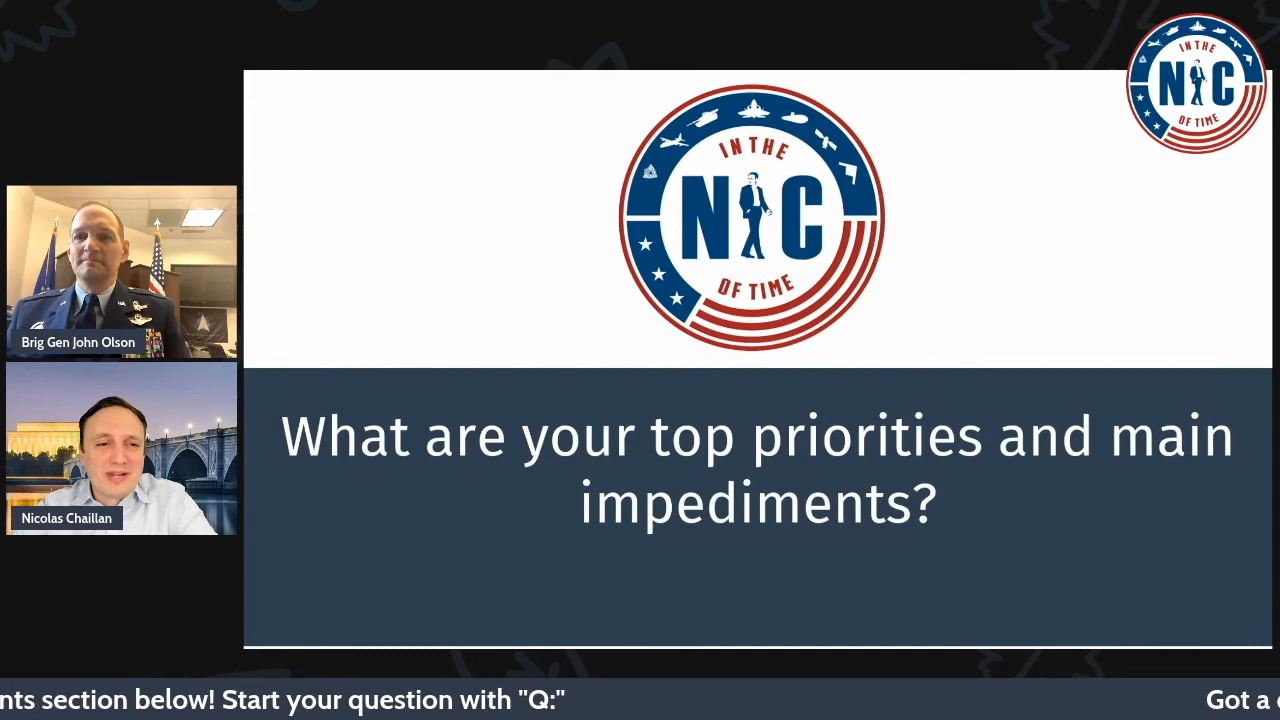 IN THE
NIC
OF TIME
IN THE
NIC
OF TIME
Brig Gen John Olson
Nicolas Chaillan
What are your top priorities and main
impediments?
nts section below! Start your question with "Q:"
Got a